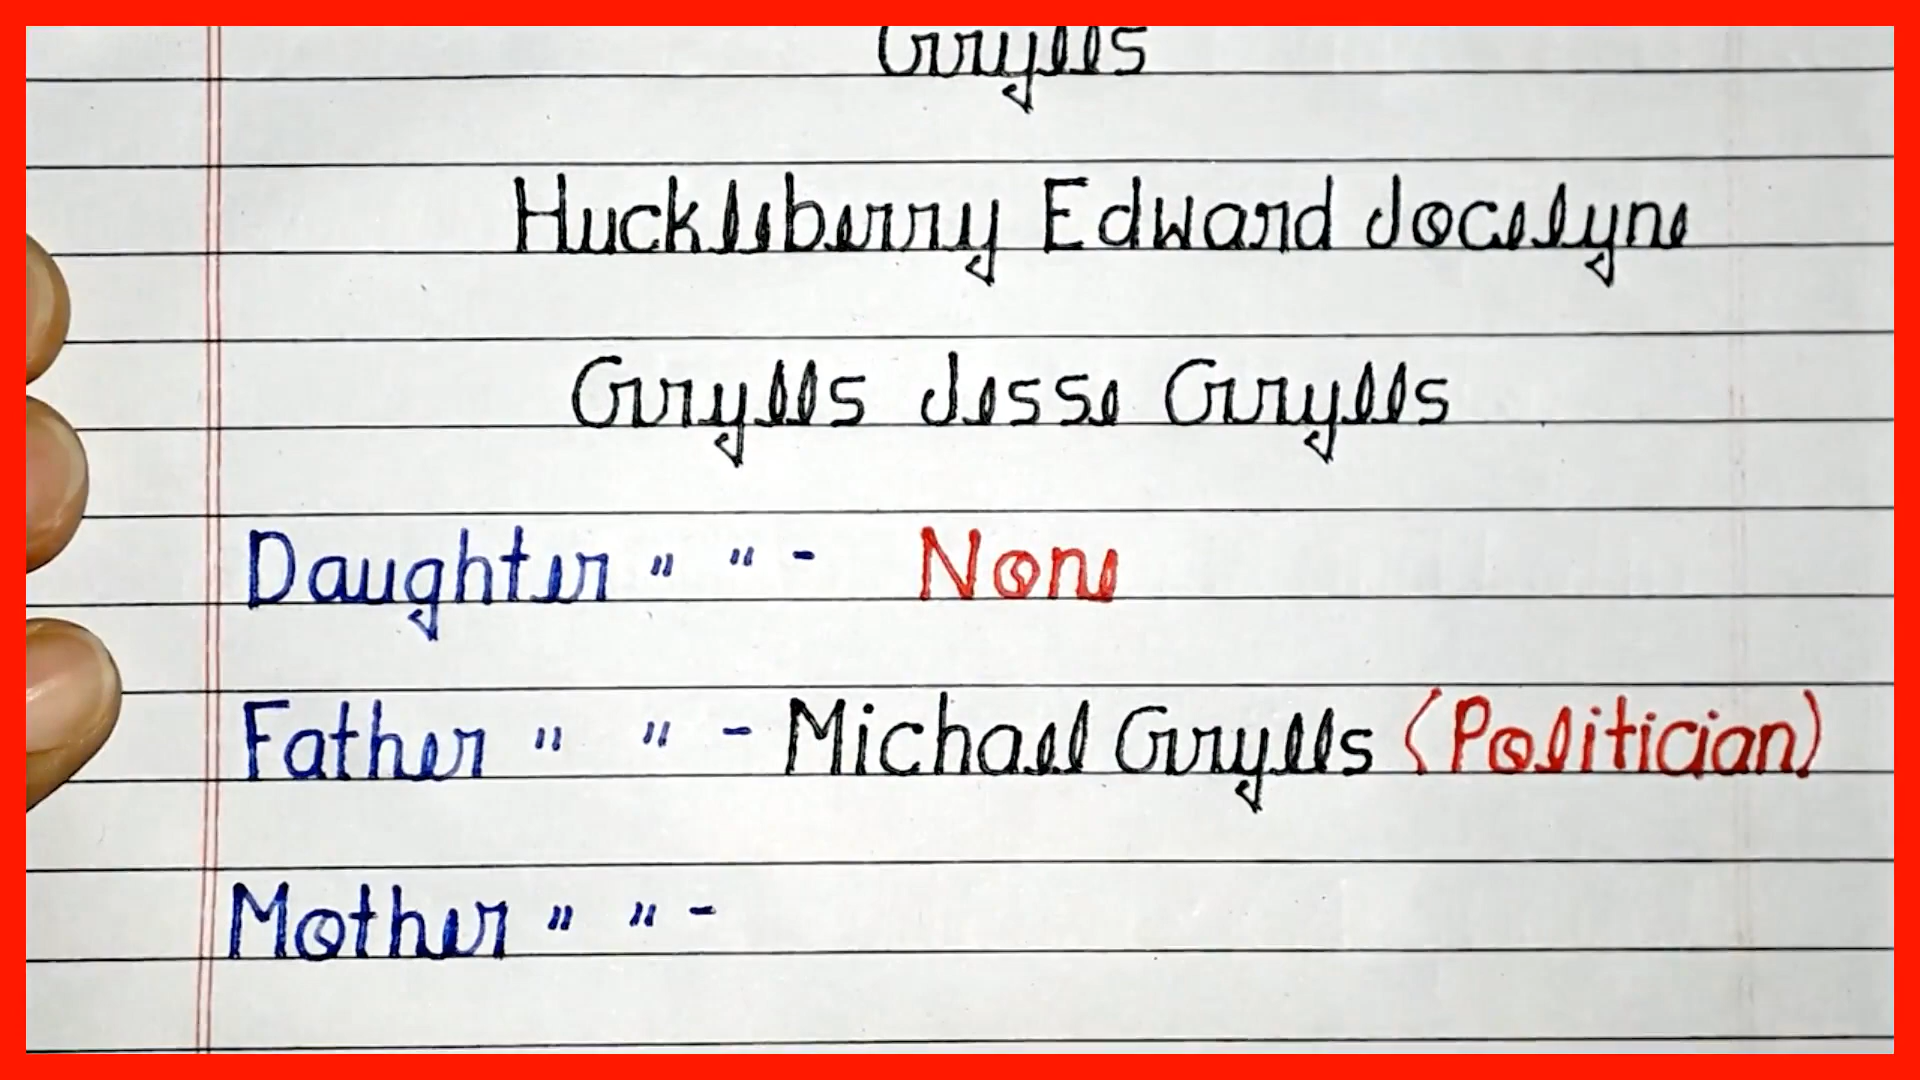 Grylls
Huckleberry Edward Jocelyne
Grylls Jesse Grylls
Daughter " " - None
Father " " - Michael Grylls (Politician)
Mother " " -